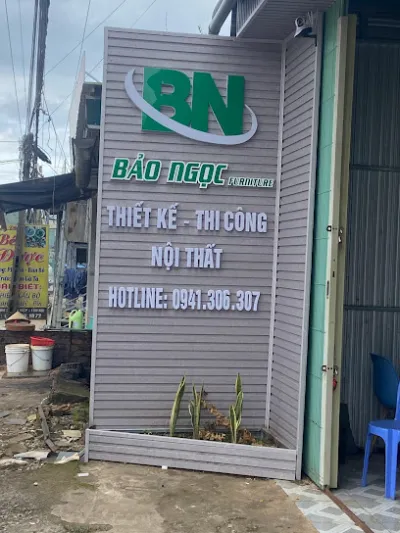 BN
BẢO NGỌC FURNITURE
THIẾT KẾ - THI CÔNG
NỘI THẤT
HOTLINE: 0941.306.307